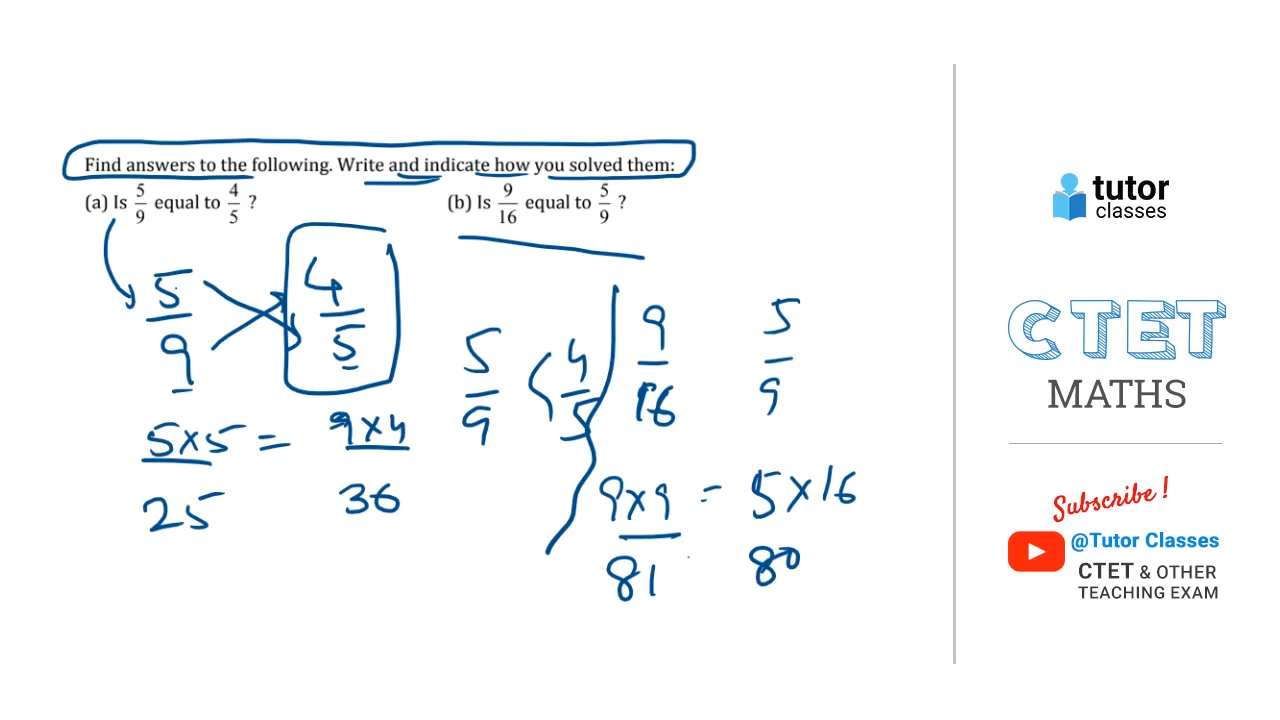 Find answers to the following. Write and indicate how you solved them:
(a) Is 5/9 equal to 4/5 ?
(b) Is 9/16 equal to 5/9 ?
5/9 4/5
5/9 < 4/5
9/16 5/9
5×5 = 9×4
25 36
9×9 = 5×16
81 80
tutor
classes
CTET
MATHS
Subscribe !
@Tutor Classes
CTET & OTHER
TEACHING EXAM